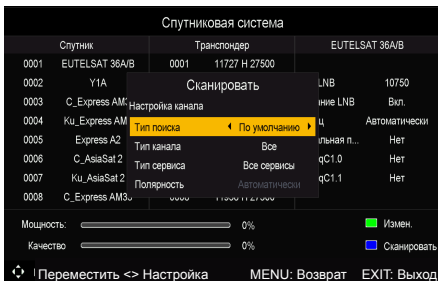 Спутниковая система
Спутник Транспондер EUTELSAT 36A/B
0001 EUTELSAT 36A/B 0001 11727 H 27500
0002 Y1A LNB 10750
Сканировать
0003 C_Express AM ние LNB Вкл.
Настройка канала
0004 Ku_Express AM ц Автоматически
Тип поиска По умолчанию
0005 Express A2 льная п... Нет
Тип канала Все
0006 C_AsiaSat 2 qC1.0 Нет
Тип сервиса Все сервисы
0007 Ku_AsiaSat 2 qC1.1 Нет
Полярность Автоматически
0008 C_Express AM33
Мощность: 0% Измен.
Качество 0% Сканировать
Переместить <> Настройка MENU: Возврат EXIT: Выход